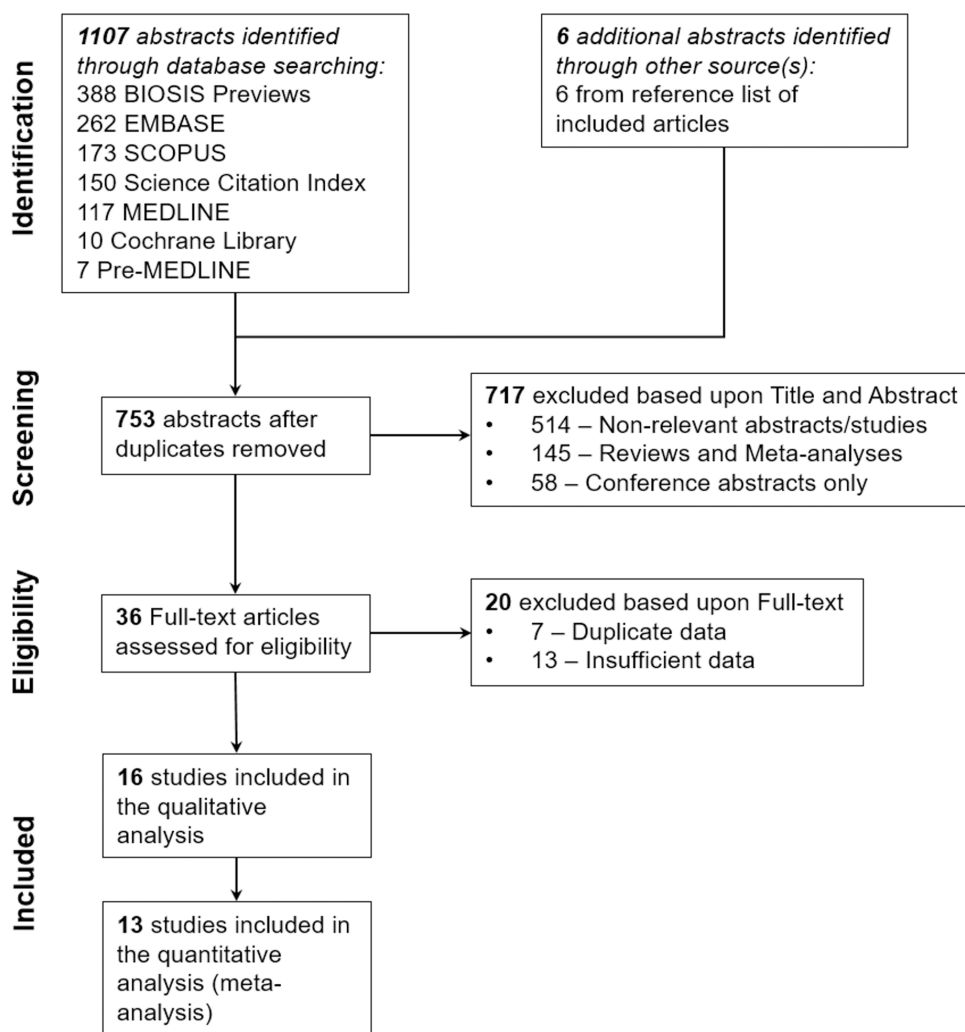 Identification
1107 abstracts identified
through database searching:
388 BIOSIS Previews
262 EMBASE
173 SCOPUS
150 Science Citation Index
117 MEDLINE
10 Cochrane Library
7 Pre-MEDLINE
6 additional abstracts identified
through other source(s):
6 from reference list of
included articles
Screening
753 abstracts after
duplicates removed
717 excluded based upon Title and Abstract
• 514 – Non-relevant abstracts/studies
• 145 – Reviews and Meta-analyses
• 58 – Conference abstracts only
Eligibility
36 Full-text articles
assessed for eligibility
20 excluded based upon Full-text
• 7 – Duplicate data
• 13 – Insufficient data
Included
16 studies included in
the qualitative
analysis
13 studies included in
the quantitative
analysis (meta-
analysis)